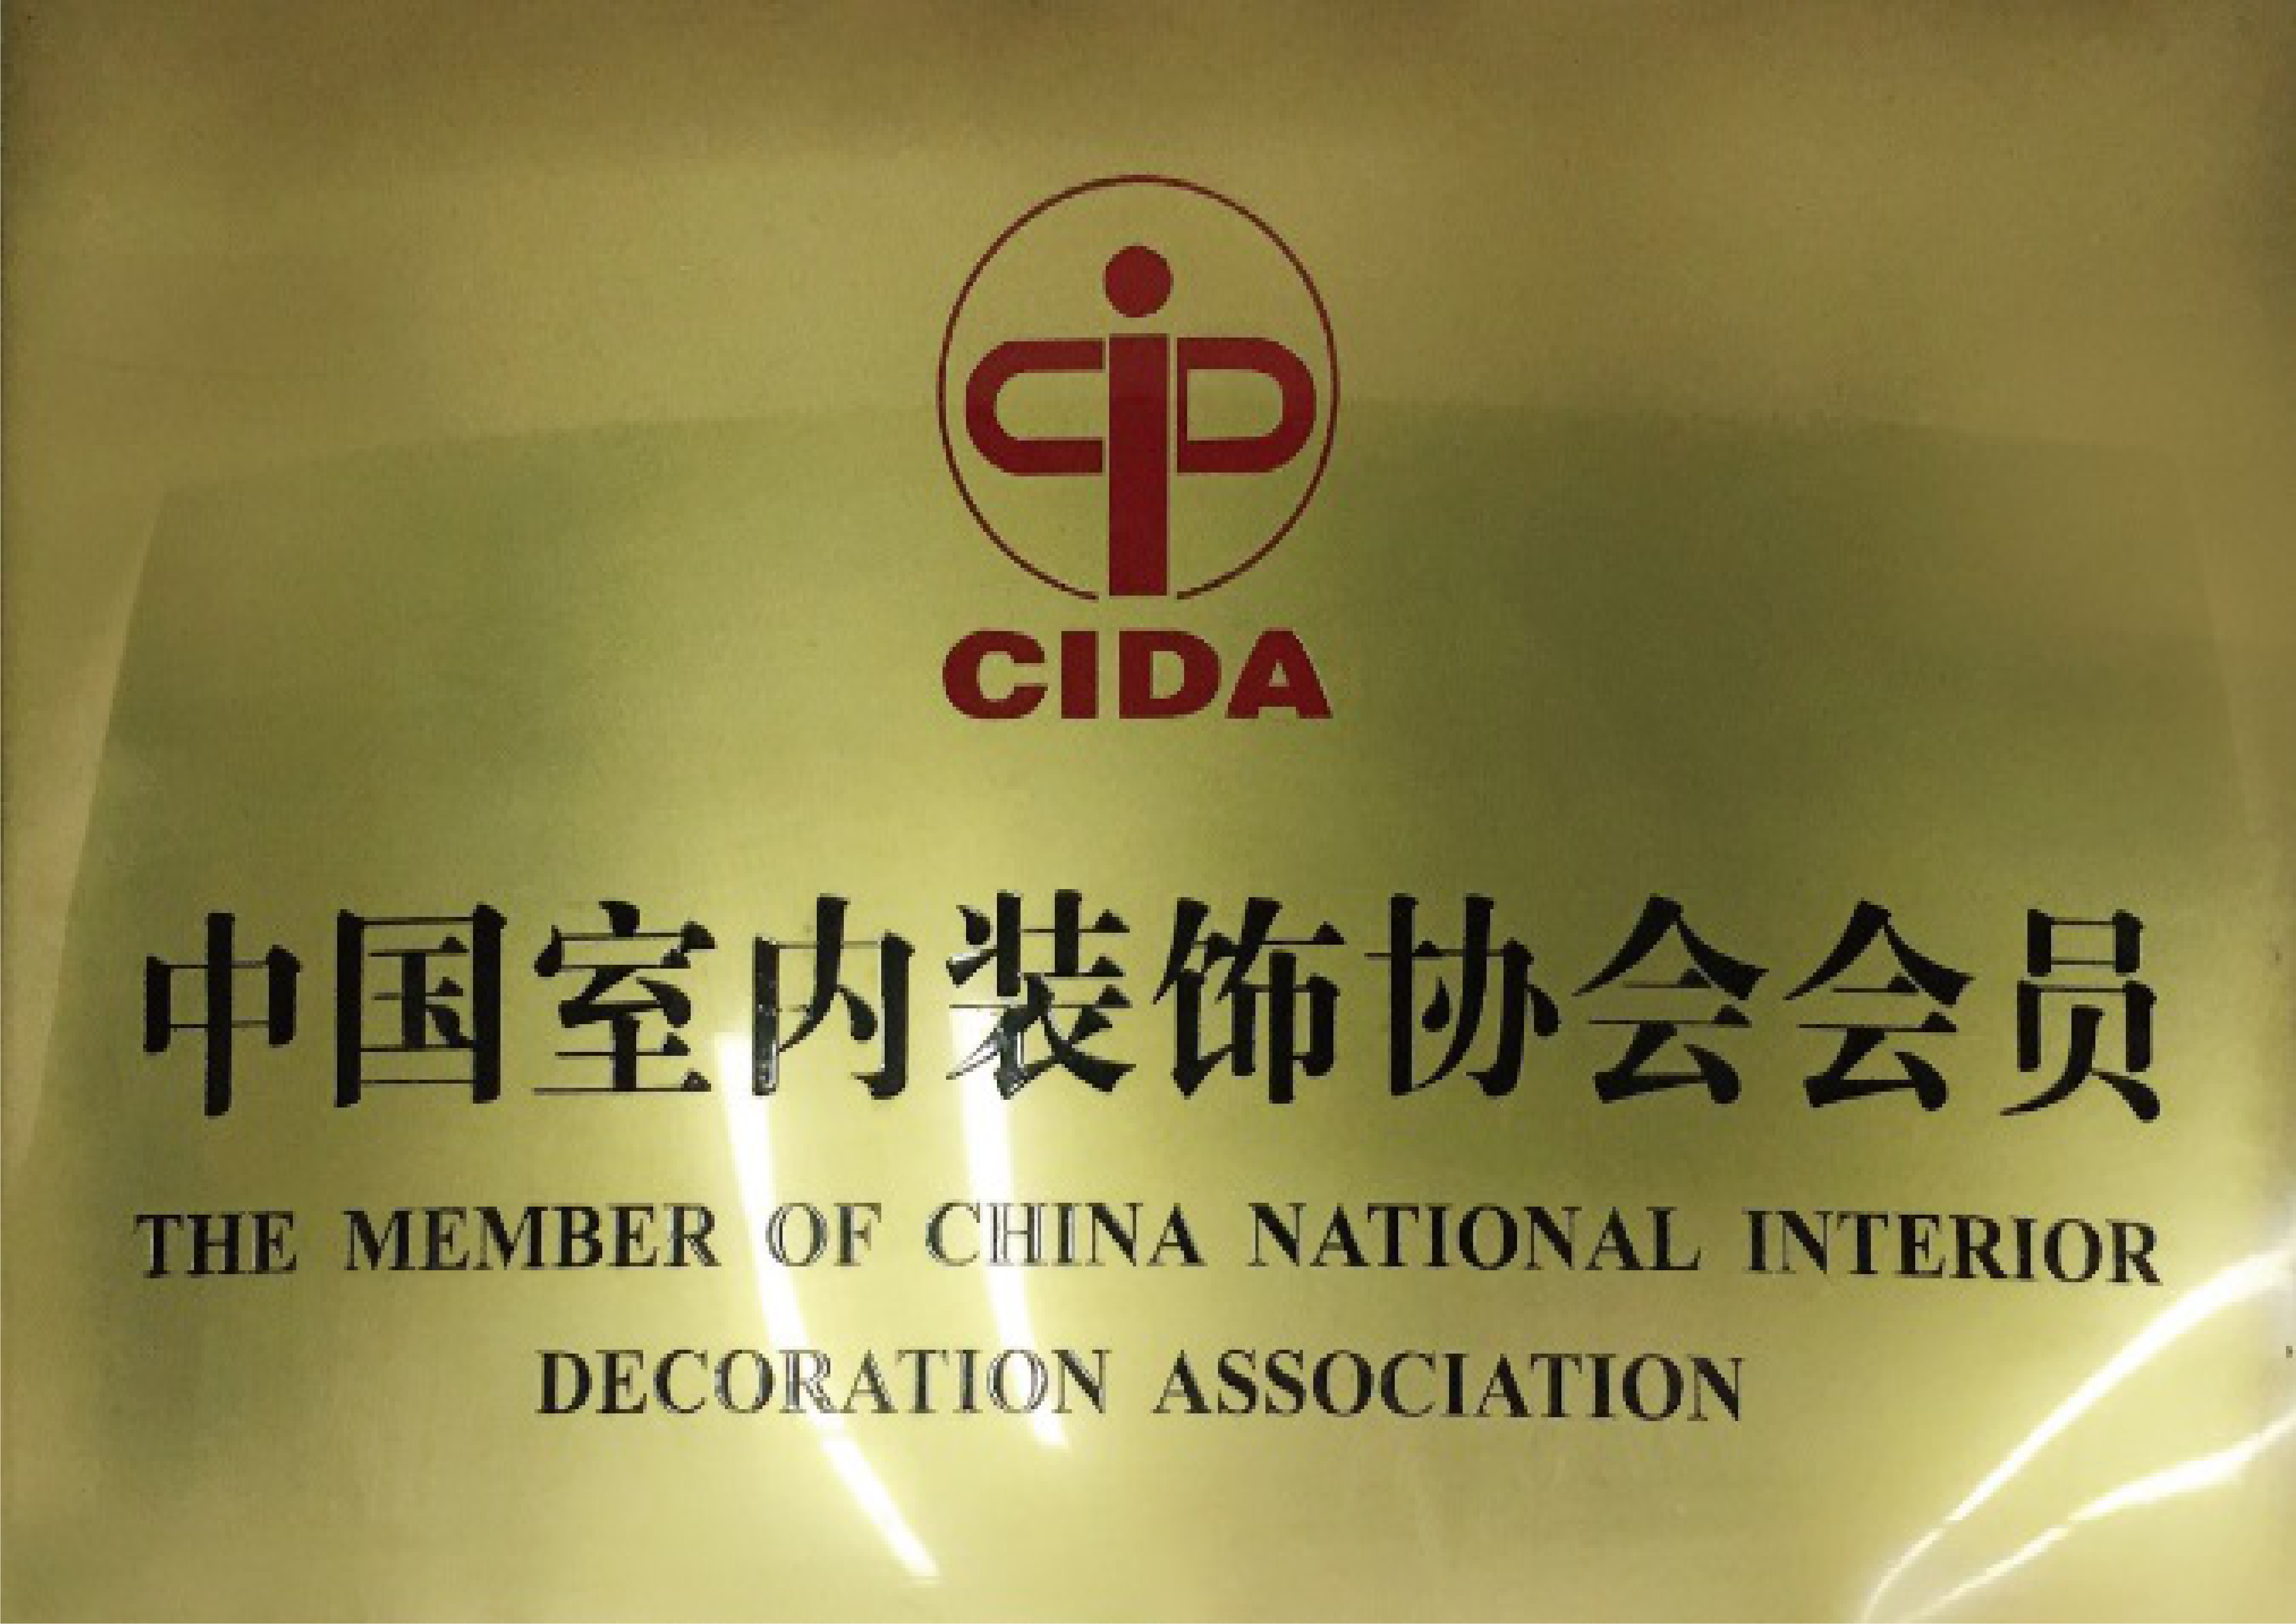 CIDA
中国室内装饰协会会员
THE MEMBER OF CHINA NATIONAL INTERIOR
DECORATION ASSOCIATION